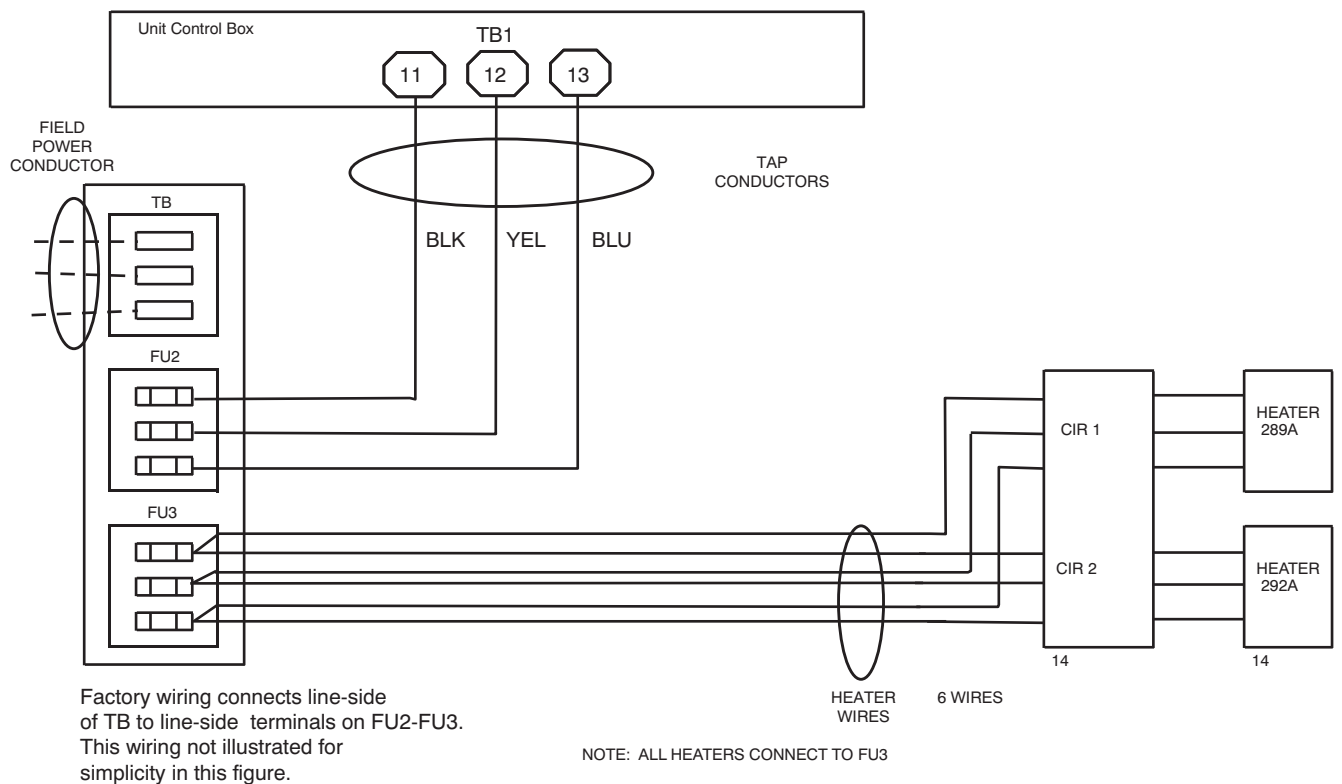 Unit Control Box
TB1
11 12 13
FIELD
POWER
CONDUCTOR
TAP
CONDUCTORS
TB
BLK YEL BLU
FU2
CIR 1
HEATER
289A
FU3
CIR 2
HEATER
292A
14 14
HEATER
WIRES
6 WIRES
Factory wiring connects line-side
of TB to line-side terminals on FU2-FU3.
This wiring not illustrated for
simplicity in this figure.
NOTE: ALL HEATERS CONNECT TO FU3